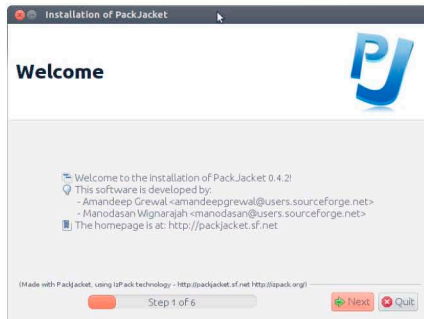 Installation of PackJacket
Welcome
PJ
Welcome to the installation of PackJacket 0.4.2!
This software is developed by:
- Amandeep Grewal <amandeepgrewal@users.sourceforge.net>
- Manodasan Wignarajah <manodasan@users.sourceforge.net>
The homepage is at: http://packjacket.sf.net
(Made with PackJacket, using IzPack technology - http://packjacket.sf.net http://izpack.org/)
Step 1 of 6
Next
Quit